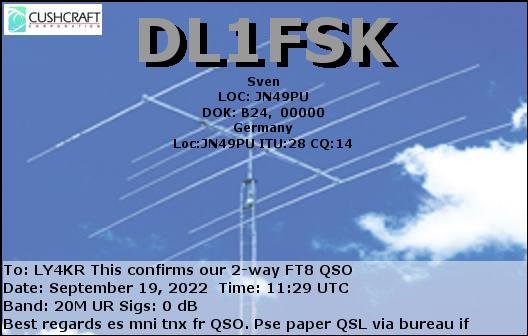 CUSHCRAFT
CORPORATION
DL1FSK
Sven
LOC: JN49PU
DOK: B24, 00000
Germany
Loc:JN49PU ITU:28 CQ:14
To: LY4KR This confirms our 2-way FT8 QSO
Date: September 19, 2022 Time: 11:29 UTC
Band: 20M UR Sigs: 0 dB
Best regards es mni tnx fr QSO. Pse paper QSL via bureau if